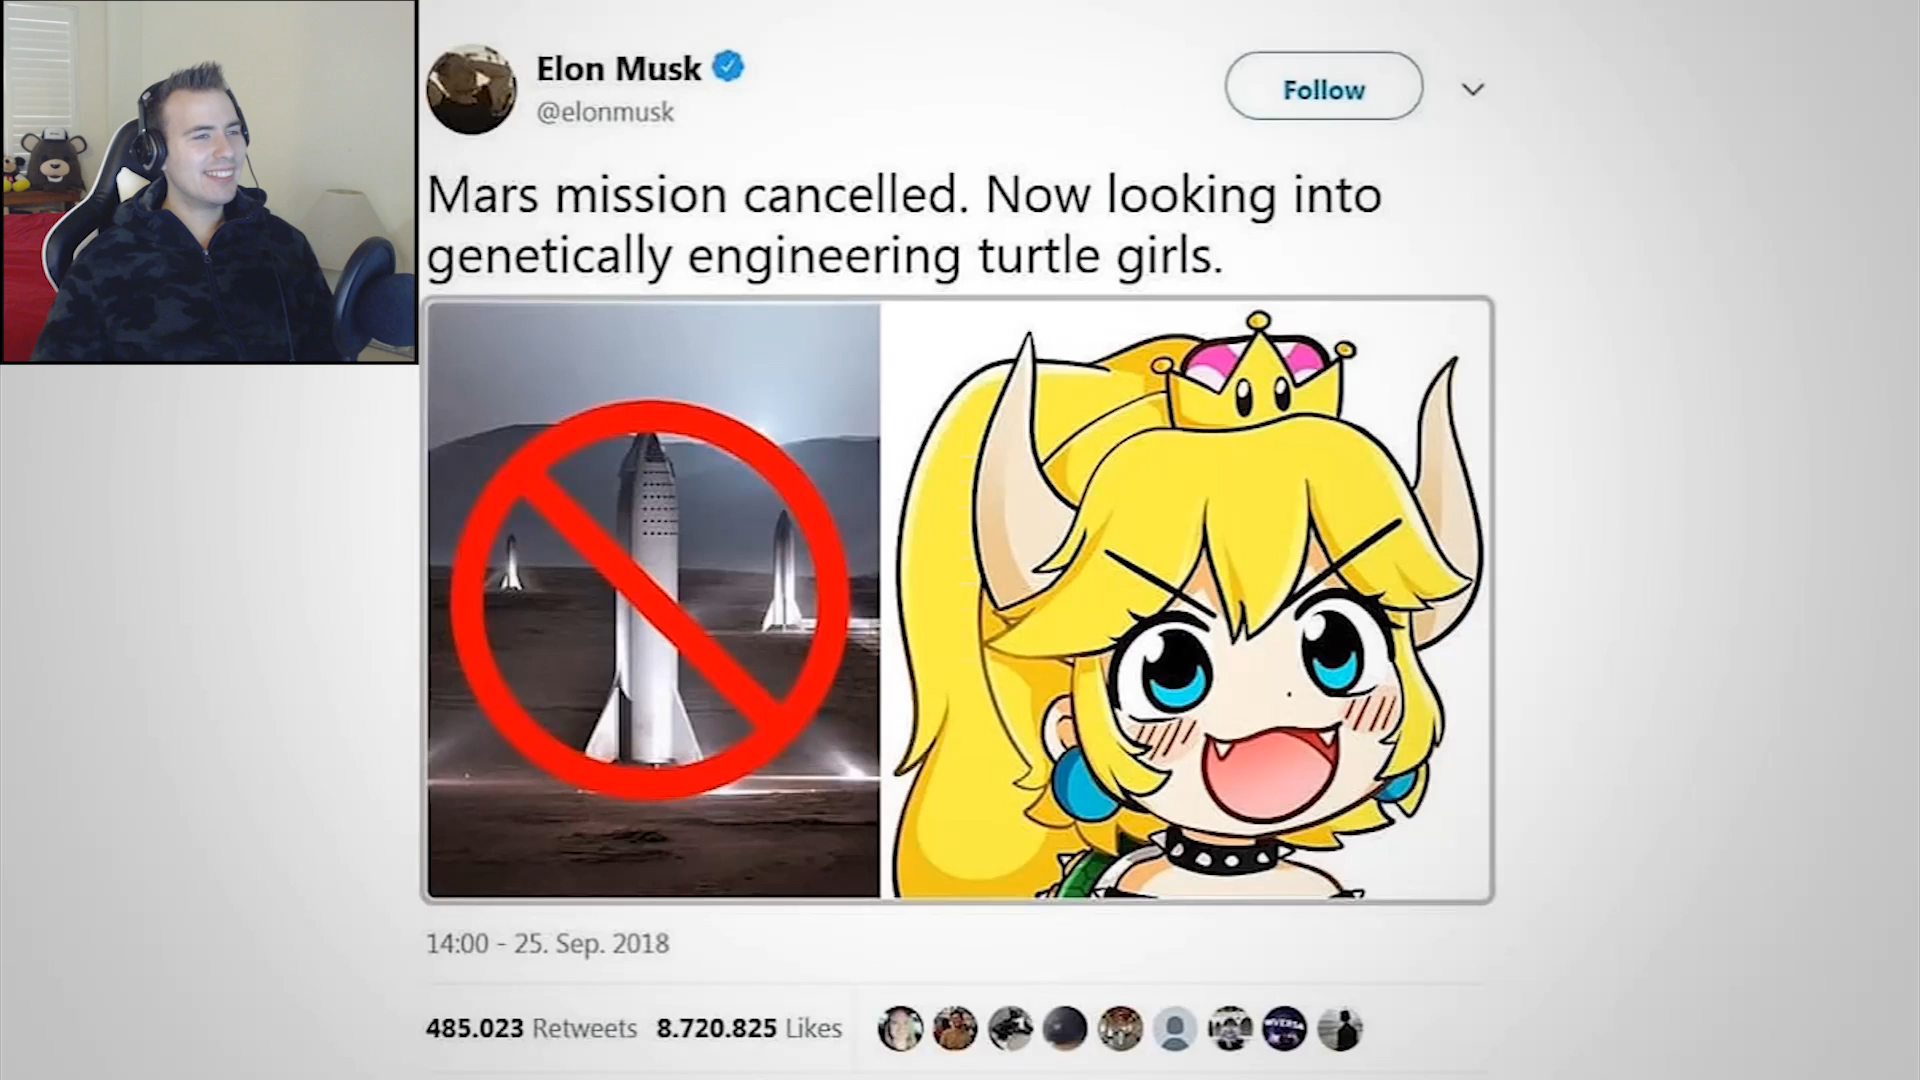 Elon Musk
@elonmusk
Follow
Mars mission cancelled. Now looking into
genetically engineering turtle girls.
14:00 - 25. Sep. 2018
485.023 Retweets 8.720.825 Likes